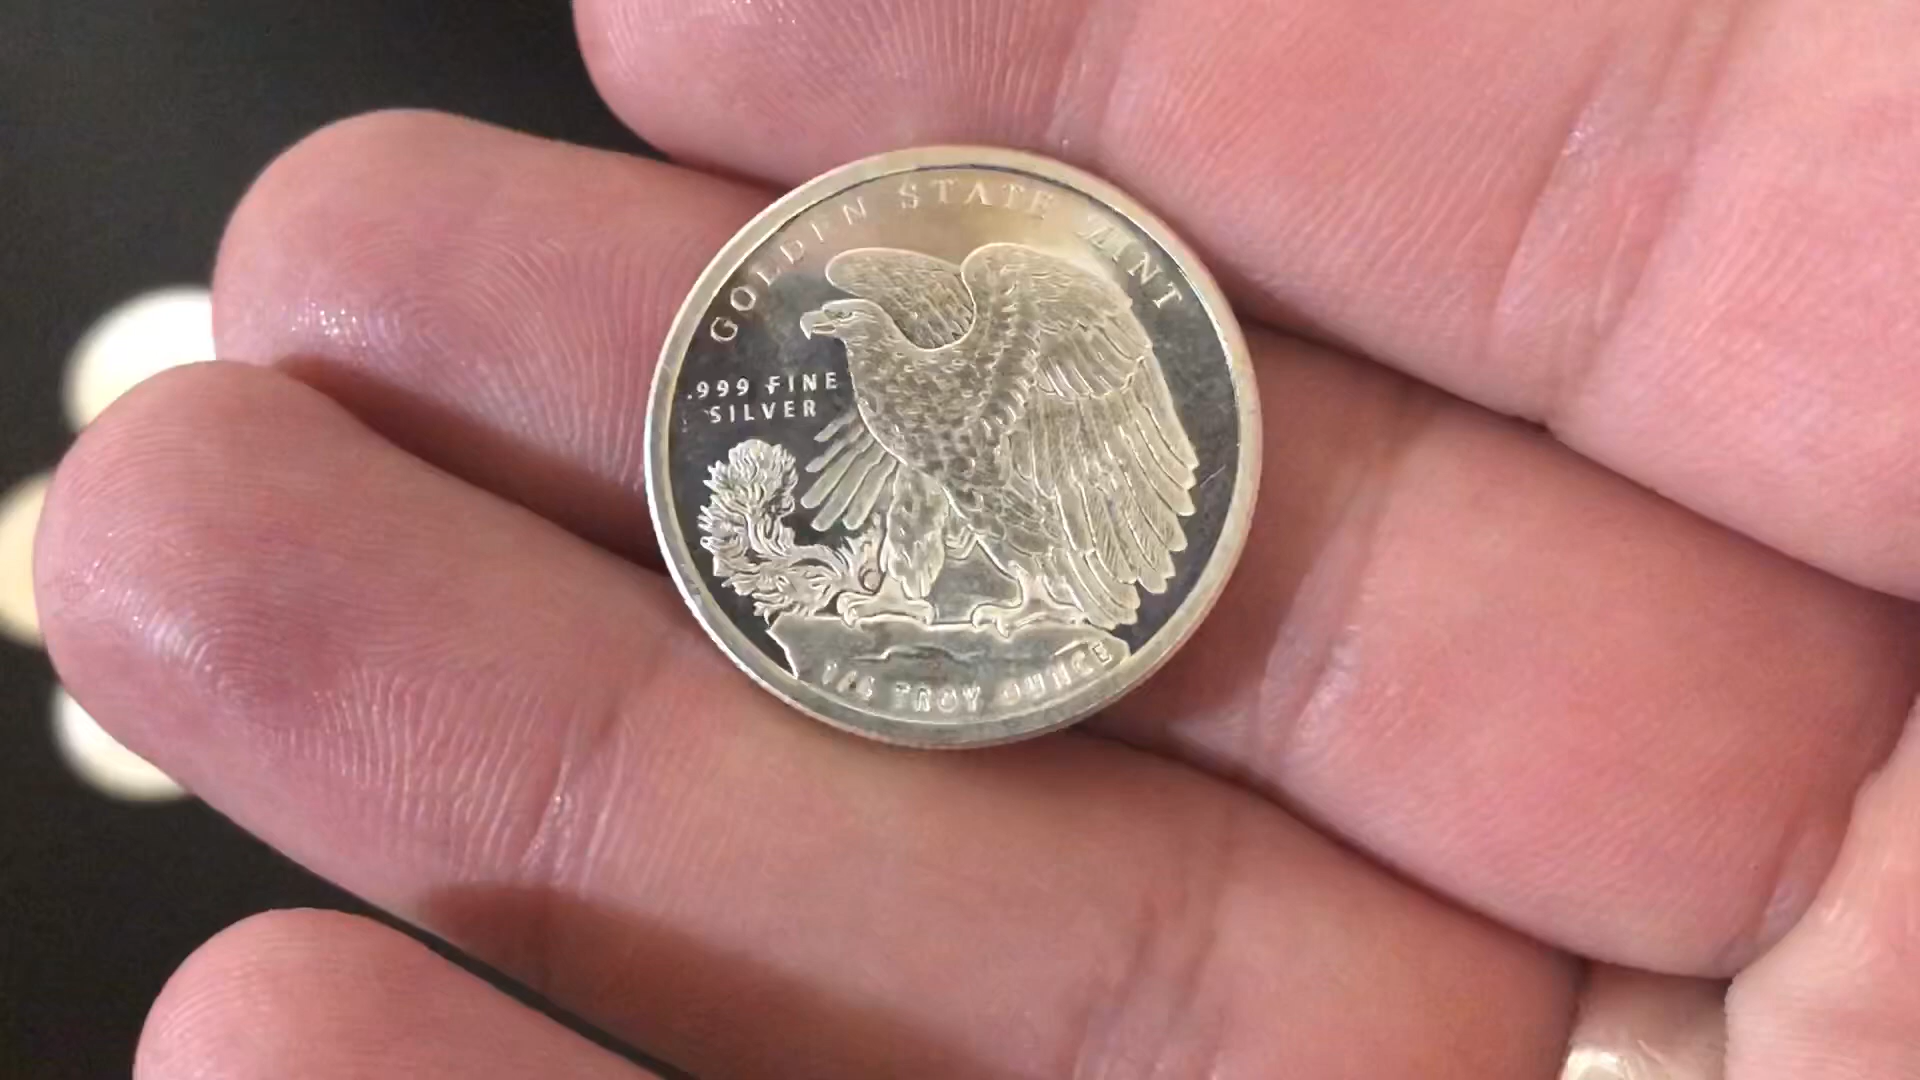 GOLDEN STATE MINT
.999 FINE
SILVER
TROY OUNCE